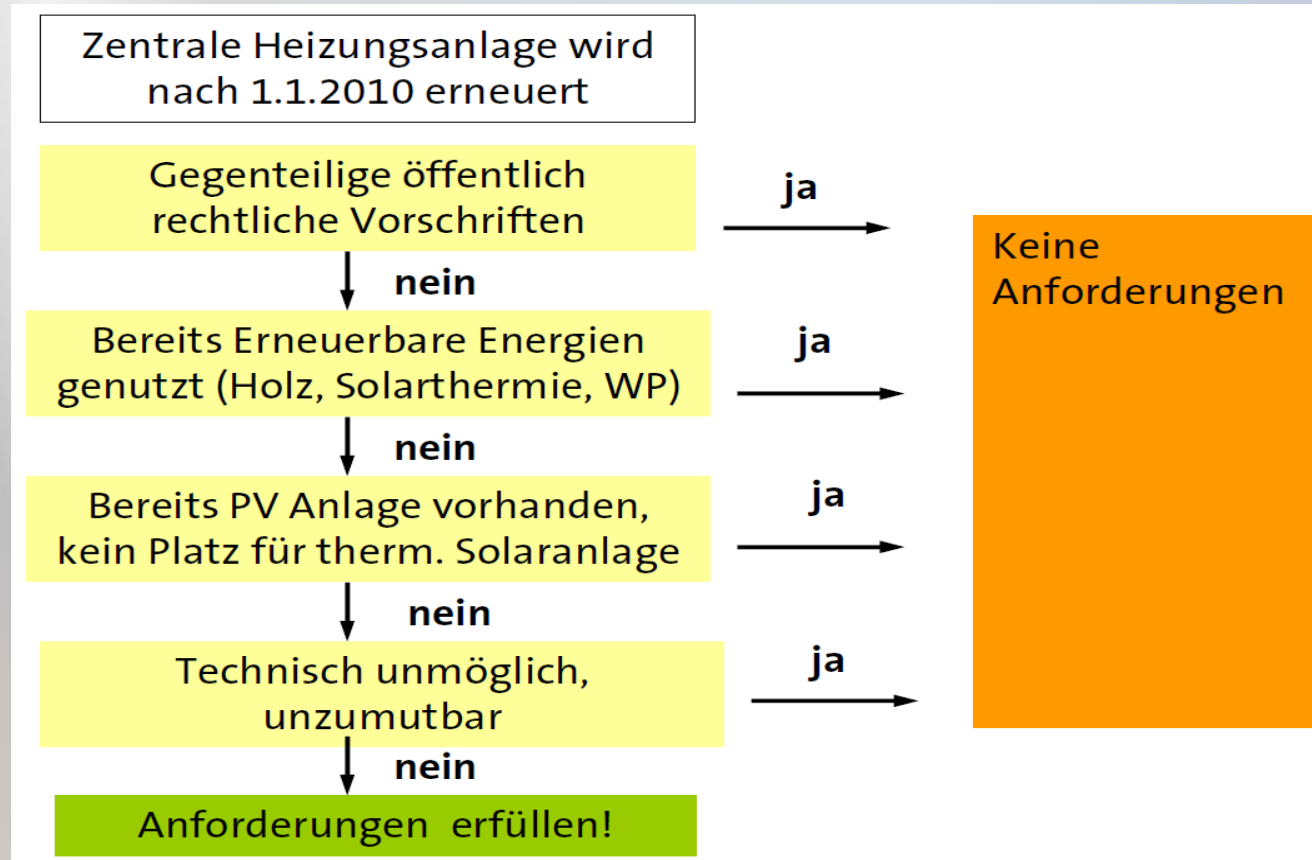 Zentrale Heizungsanlage wird
nach 1.1.2010 erneuert
Gegenteilige öffentlich
rechtliche Vorschriften
ja
nein
Bereits Erneuerbare Energien
genutzt (Holz, Solarthermie, WP)
ja
nein
Bereits PV Anlage vorhanden,
kein Platz für therm. Solaranlage
ja
nein
Technisch unmöglich,
unzumutbar
ja
nein
Anforderungen erfüllen!
Keine
Anforderungen